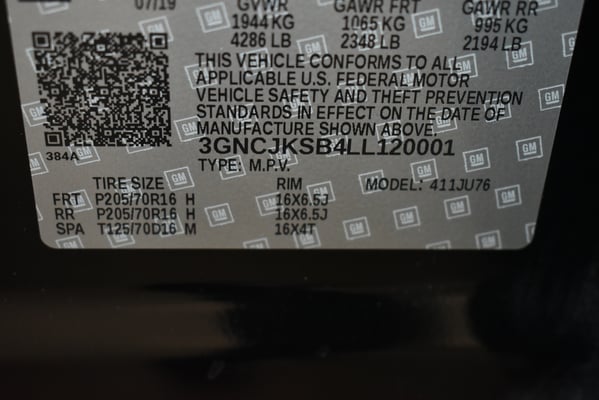 07/19 GVWR GAWR FRT GAWR RR
1944 KG 1065 KG 995 KG
4286 LB 2348 LB 2194 LB
THIS VEHICLE CONFORMS TO ALL
APPLICABLE U.S. FEDERAL MOTOR
VEHICLE SAFETY AND THEFT PREVENTION
STANDARDS IN EFFECT ON THE DATE OF
MANUFACTURE SHOWN ABOVE.
384A 3GNCJKSB4LL120001
TYPE: M.P.V.
TIRE SIZE RIM MODEL: 411JU76
FRT P205/70R16 H 16X6.5J
RR P205/70R16 H 16X6.5J
SPA T125/70D16 M 16X4T
GM